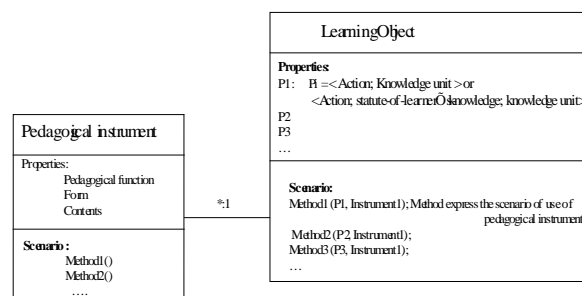 LearningObject
Properties:
P1: Pi =<Action; Knowledge unit >or
<Action; statute-of-learnerÕsknowledge; knowledge unit>
P2
P3
…
Scenario:
Method1 (P1, Instrument1); Method express the scenario of use of
pedagogical instrument
Method2 (P2, Instrument1);
Method3 (P3, Instrument1);
…
*:1
Pedagogical instrument
Properties:
Pedagogical function
Form
Contents
Scenario :
Method1()
Method2()
….